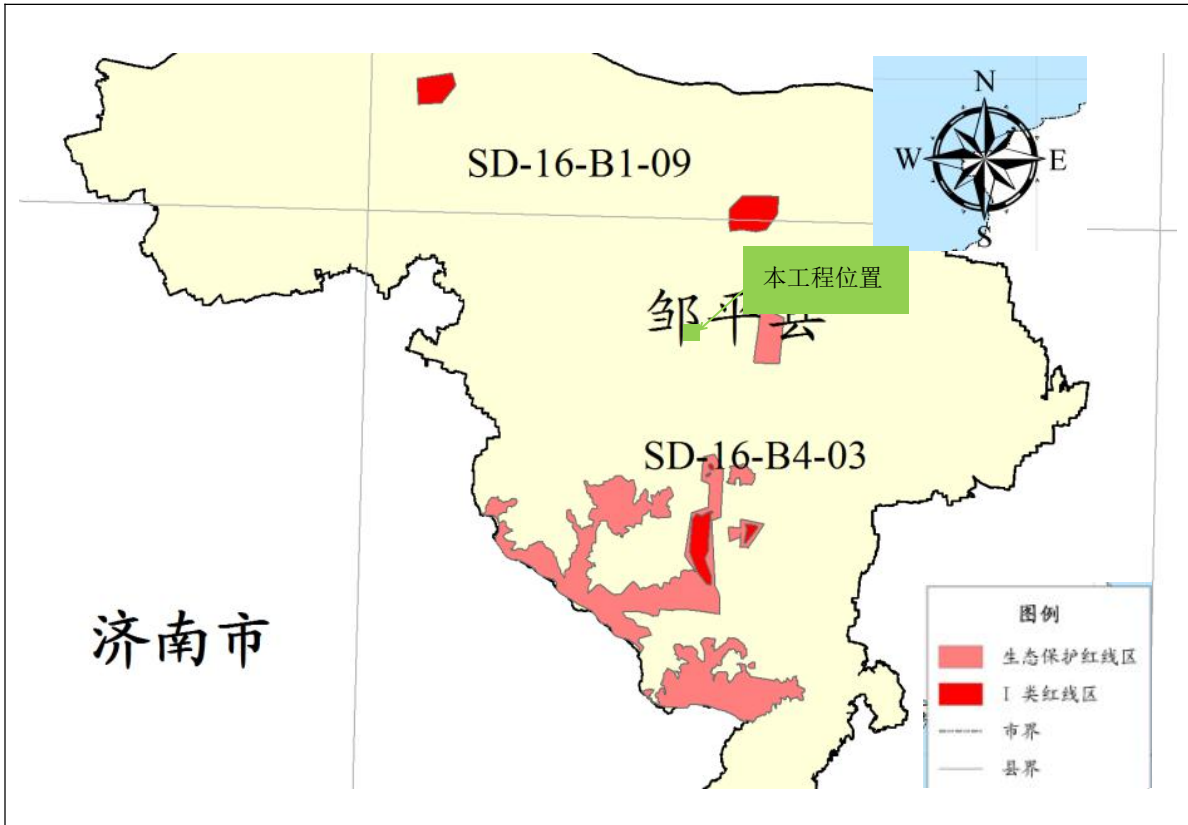 N
SD-16-B1-09
W
E
S
本工程位置
邹平县
SD-16-B4-03
济南市
图例
生态保护红线区
I 类红线区
市界
县界